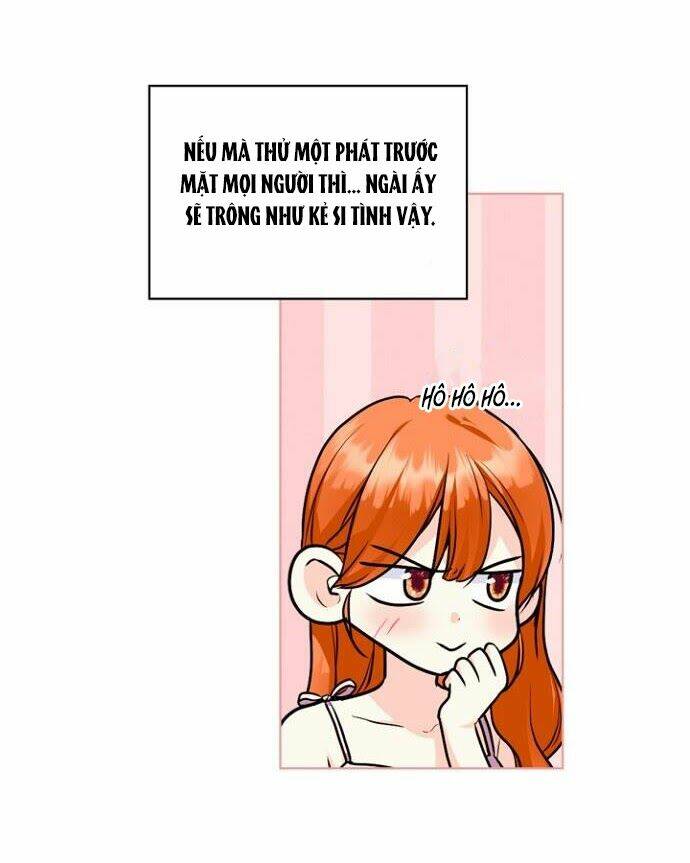 NẾU MÀ THỬ MỘT PHÁT TRƯỚC
MẶT MỌI NGƯỜI THÌ... NGÀI ẤY
SẼ TRÔNG NHƯ KẺ SI TÌNH VẬY.
HÔ HÔ HÔ...